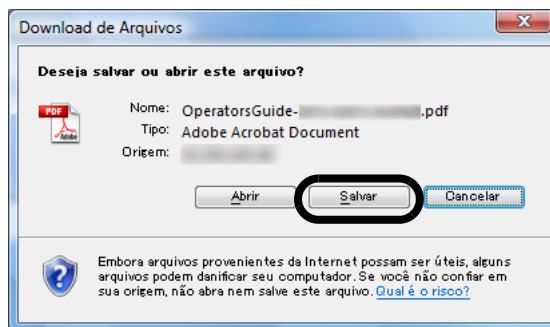 Download de Arquivos
Deseja salvar ou abrir este arquivo?
PDF
Adobe
Nome: OperatorsGuide- .pdf
Tipo: Adobe Acrobat Document
Origem:
Abrir Salvar Cancelar
Embora arquivos provenientes da Internet possam ser úteis, alguns
arquivos podem danificar seu computador. Se você não confiar em
sua origem, não abra nem salve este arquivo. Qual é o risco?